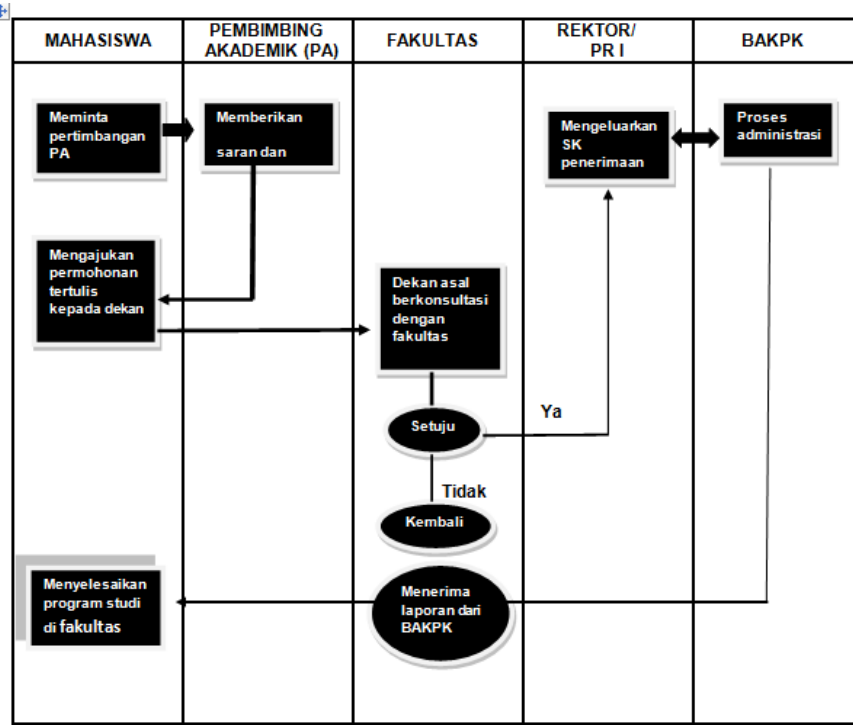 MAHASISWA
PEMBIMBING
AKADEMIK (PA)
FAKULTAS
REKTOR/
PR I
BAKPK
Meminta
pertimbangan
PA
Memberikan
saran dan
Mengeluarkan
SK
penerimaan
Proses
administrasi
Mengajukan
permohonan
tertulis
kepada dekan
Dekan asal
berkonsultasi
dengan
fakultas
Setuju
Ya
Tidak
Kembali
Menyelesaikan
program studi
di fakultas
Menerima
laporan dari
BAKPK